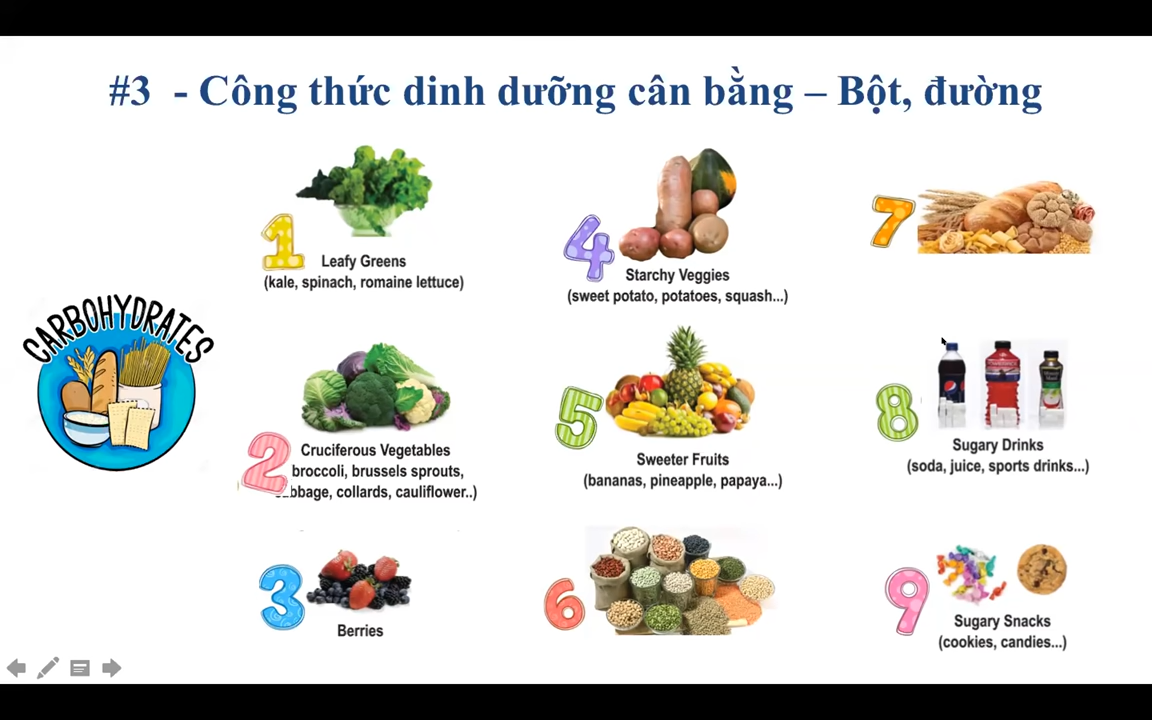 #3 - Công thức dinh dưỡng cân bằng – Bột, đường
CARBOHYDRATES
1
Leafy Greens
(kale, spinach, romaine lettuce)
2
Cruciferous Vegetables
broccoli, brussels sprouts,
bbage, collards, cauliflower..)
3
Berries
4
Starchy Veggies
(sweet potato, potatoes, squash...)
5
Sweeter Fruits
(bananas, pineapple, papaya...)
6
7
8
Sugary Drinks
(soda, juice, sports drinks...)
9
Sugary Snacks
(cookies, candies...)